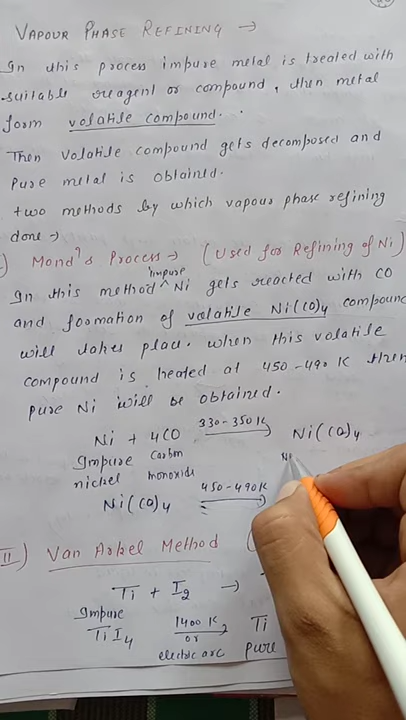 VAPOUR PHASE REFINING →
In this process impure metal is treated with
suitable reagent or compound, then metal
form volatile compound.
Then Volatile compound gets decomposed and
Pure metal is obtained.
two methods by which vapour phase refining
done →
) Mond's Process → (Used for Refining of Ni)
In this method impure Ni gets reacted with CO
and formation of volatile Ni(CO)4 compound
will takes place. when this volatile
compound is heated at 450-490 K then
pure Ni will be obtained.
Ni + 4CO 330-350K → Ni(CO)4
Impure carbon
nickel monoxide
Ni(CO)4 450-490K →
II) Van Arkel Method (
Ti + I2 →
Impure
TiI4 1400 K or electric arc → Ti
pure